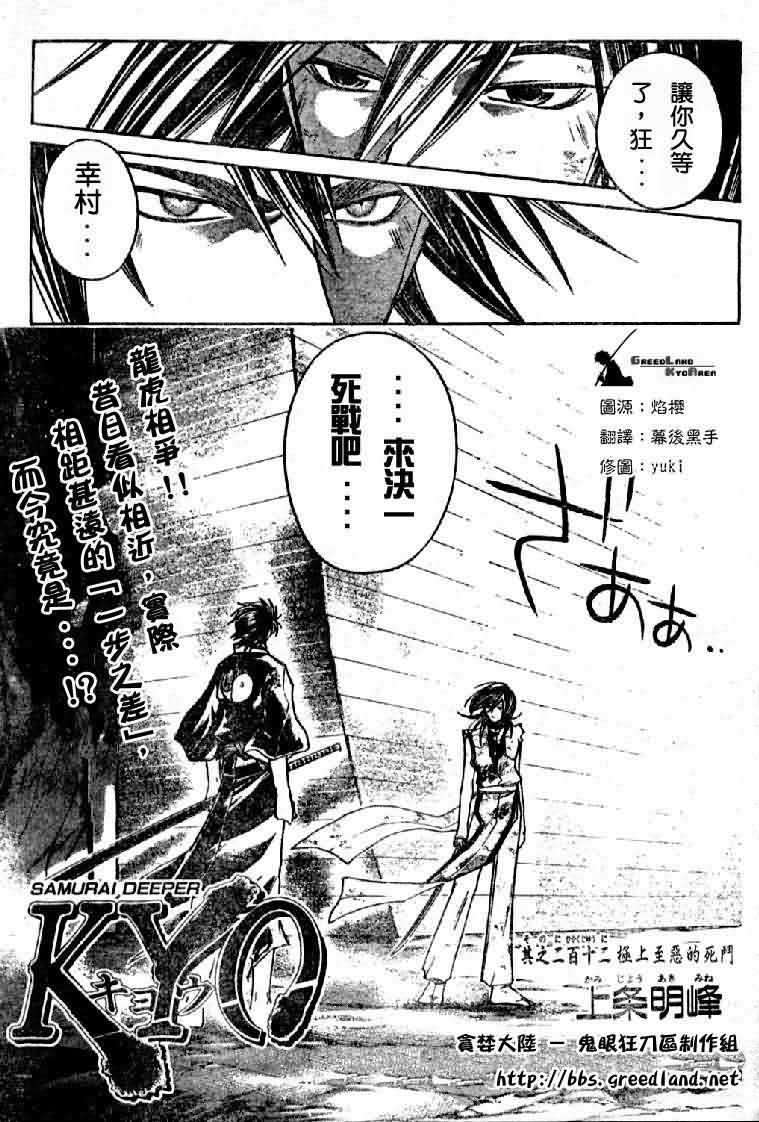 讓你久等
了，狂…
幸村…
GREEDLAND
KYOAREA
圖源：焰櫻
翻譯：幕後黑手
修圖：yuki
…來決一
死戰吧…
龍虎相爭!!
昔日看似相近，實際
相距甚遠的「一步之差」，
而今究竟是…!?
ざあぁ..
SAMURAI DEEPER
KYO
キョウ
其之二百十二 極上至惡的死鬥
かみ じょう あき みね
上条明峰
貪婪大陸 － 鬼眼狂刀區制作組
http://bbs.greedland.net